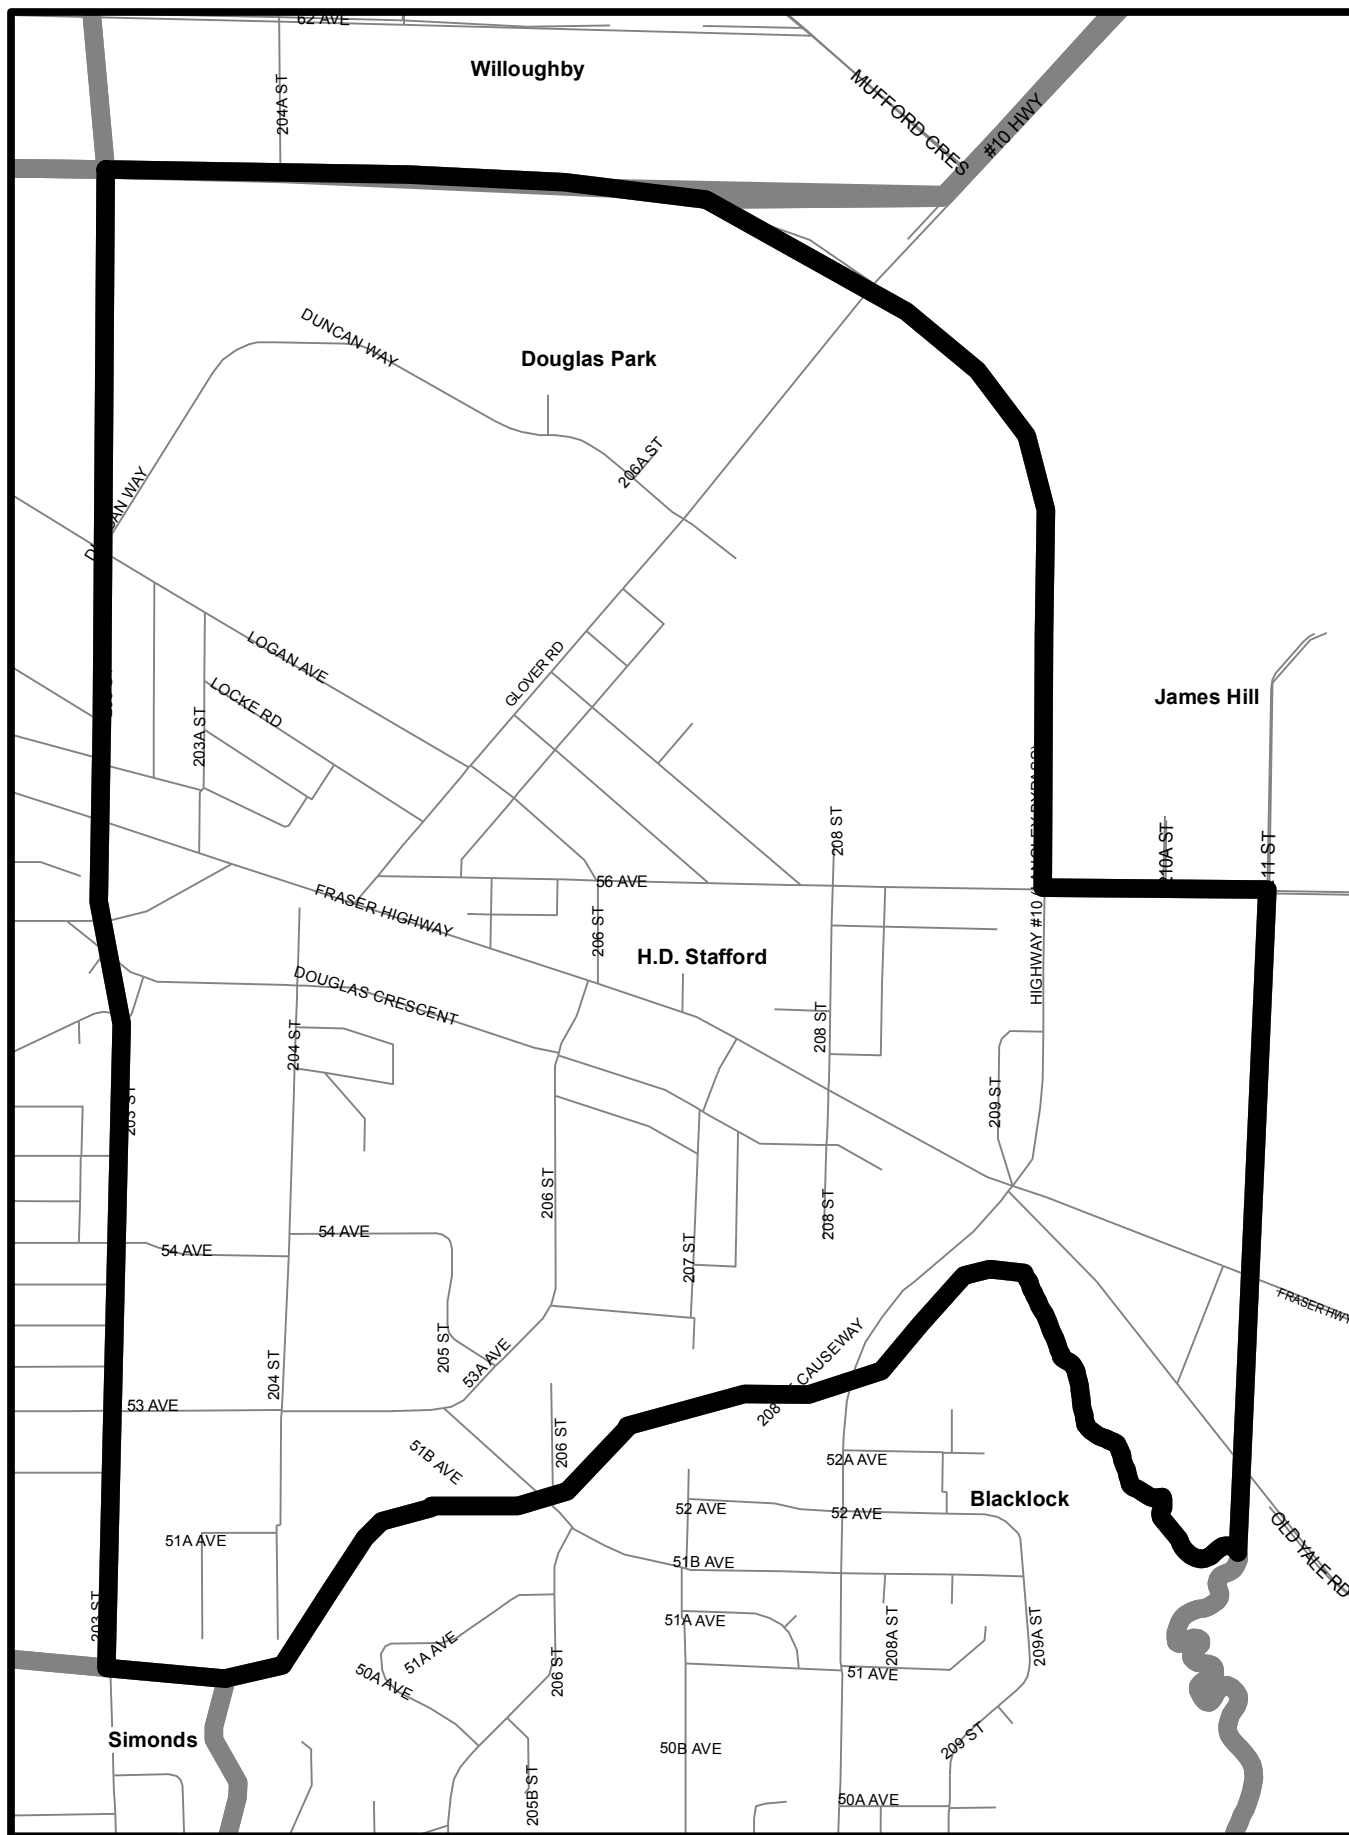 62 AVE
Willoughby
204A ST
MUFFORD CRES
#10 HWY
DUNCAN WAY
Douglas Park
206A ST
WAY
LOGAN AVE
GLOVER RD
LOCKE RD
James Hill
203A ST
208 ST
210A ST
11 ST
56 AVE
FRASER HIGHWAY
206 ST
H.D. Stafford
HIGHWAY #10
DOUGLAS CRESCENT
204 ST
208 ST
209 ST
203 ST
206 ST
208 ST
54 AVE
54 AVE
207 ST
FRASER HWY
205 ST
53A AVE
204 ST
208 CAUSEWAY
53 AVE
206 ST
51B AVE
52A AVE
Blacklock
52 AVE
52 AVE
51A AVE
OLD YALE RD
51B AVE
203 ST
51A AVE
208A ST
209A ST
51A AVE
50A AVE
206 ST
51 AVE
Simonds
50B AVE
209 ST
205B ST
50A AVE